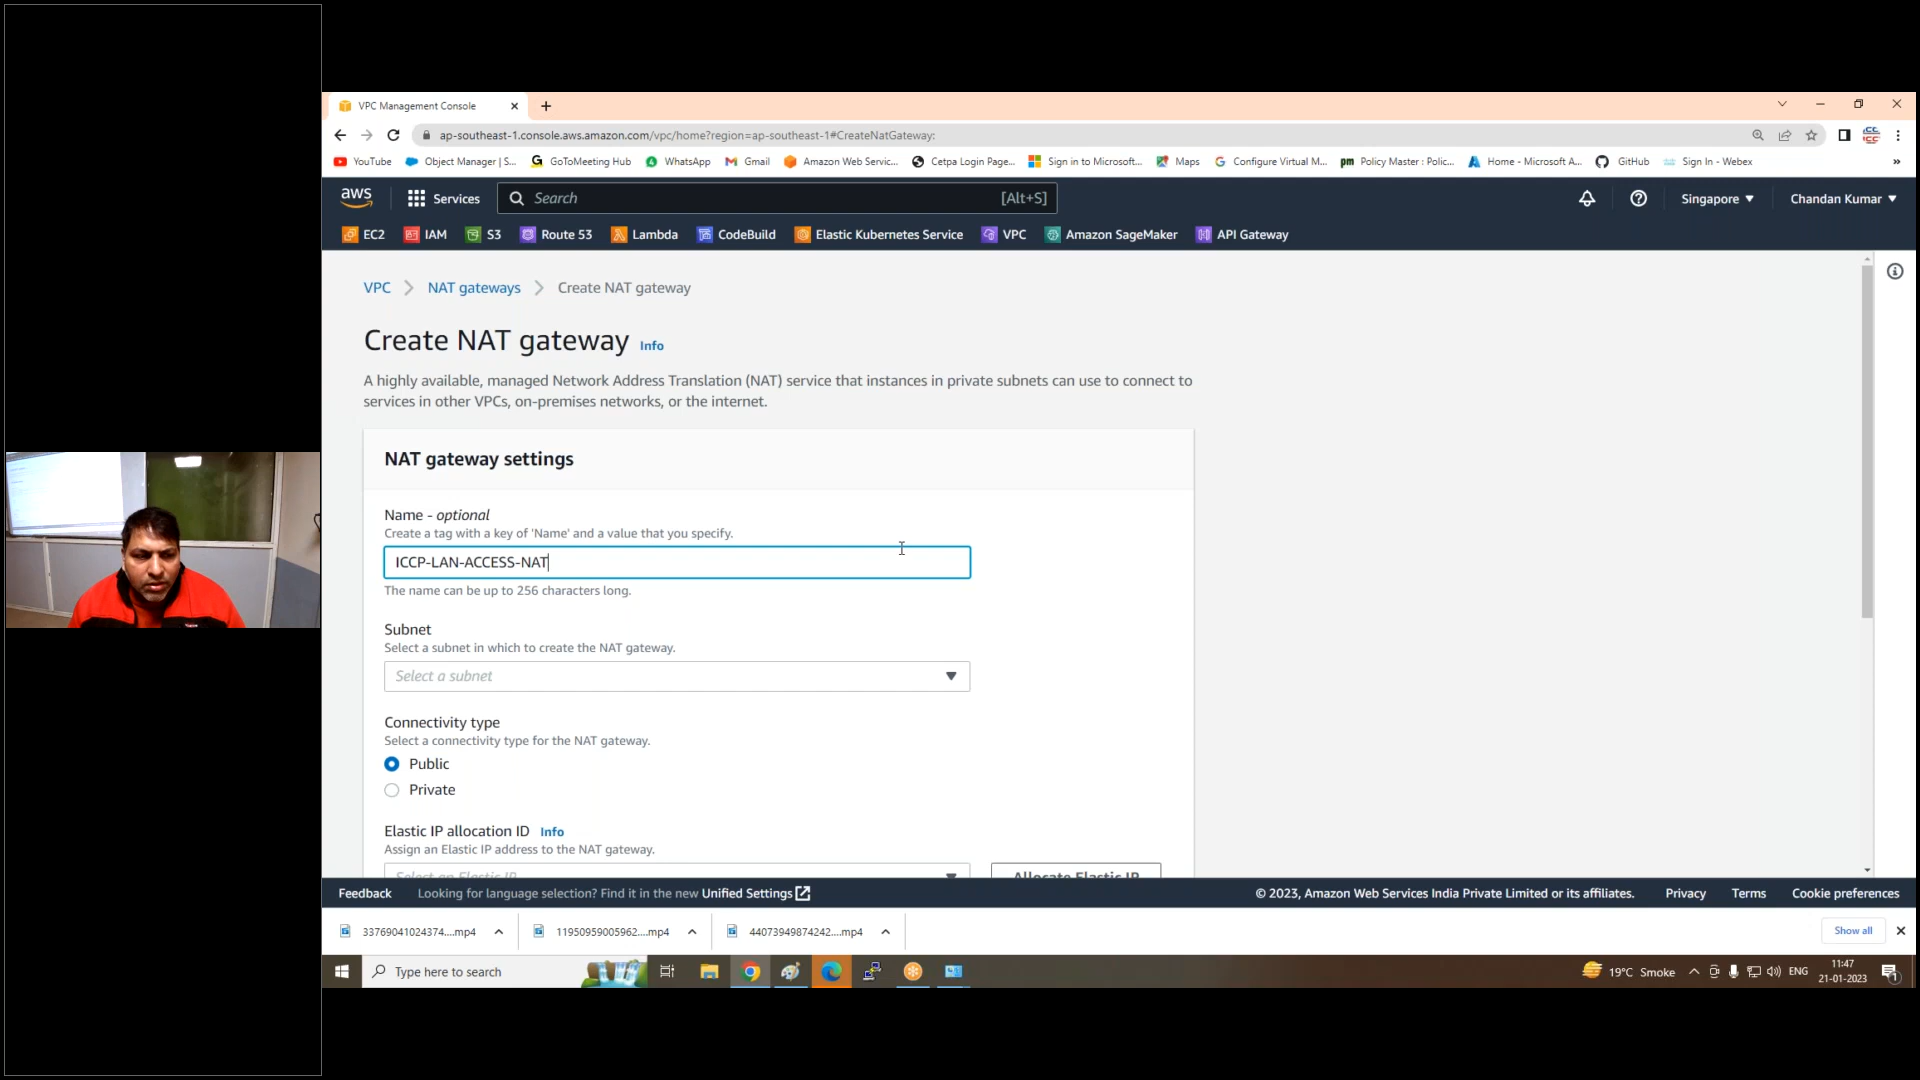 VPC Management Console
ap-southeast-1.console.aws.amazon.com/vpc/home?region=ap-southeast-1#CreateNatGateway:
YouTube Object Manager | S... GoToMeeting Hub WhatsApp Gmail Amazon Web Servic... Cetpa Login Page... Sign in to Microsoft... Maps Configure Virtual M... pm Policy Master : Polic... Home - Microsoft A... GitHub Sign In - Webex »
aws Services Search [Alt+S] Singapore Chandan Kumar
EC2 IAM S3 Route 53 Lambda CodeBuild Elastic Kubernetes Service VPC Amazon SageMaker API Gateway
VPC NAT gateways Create NAT gateway
Create NAT gateway Info
A highly available, managed Network Address Translation (NAT) service that instances in private subnets can use to connect to
services in other VPCs, on-premises networks, or the internet.
NAT gateway settings
Name - optional
Create a tag with a key of 'Name' and a value that you specify.
ICCP-LAN-ACCESS-NAT
The name can be up to 256 characters long.
Subnet
Select a subnet in which to create the NAT gateway.
Select a subnet
Connectivity type
Select a connectivity type for the NAT gateway.
Public
Private
Elastic IP allocation ID Info
Assign an Elastic IP address to the NAT gateway.
Select an Elastic IP Allocate Elastic IP
Feedback Looking for language selection? Find it in the new Unified Settings © 2023, Amazon Web Services India Private Limited or its affiliates. Privacy Terms Cookie preferences
33769041024374....mp4 11950959005962....mp4 44073949874242....mp4 Show all
Type here to search 19°C Smoke ENG 11:47
21-01-2023